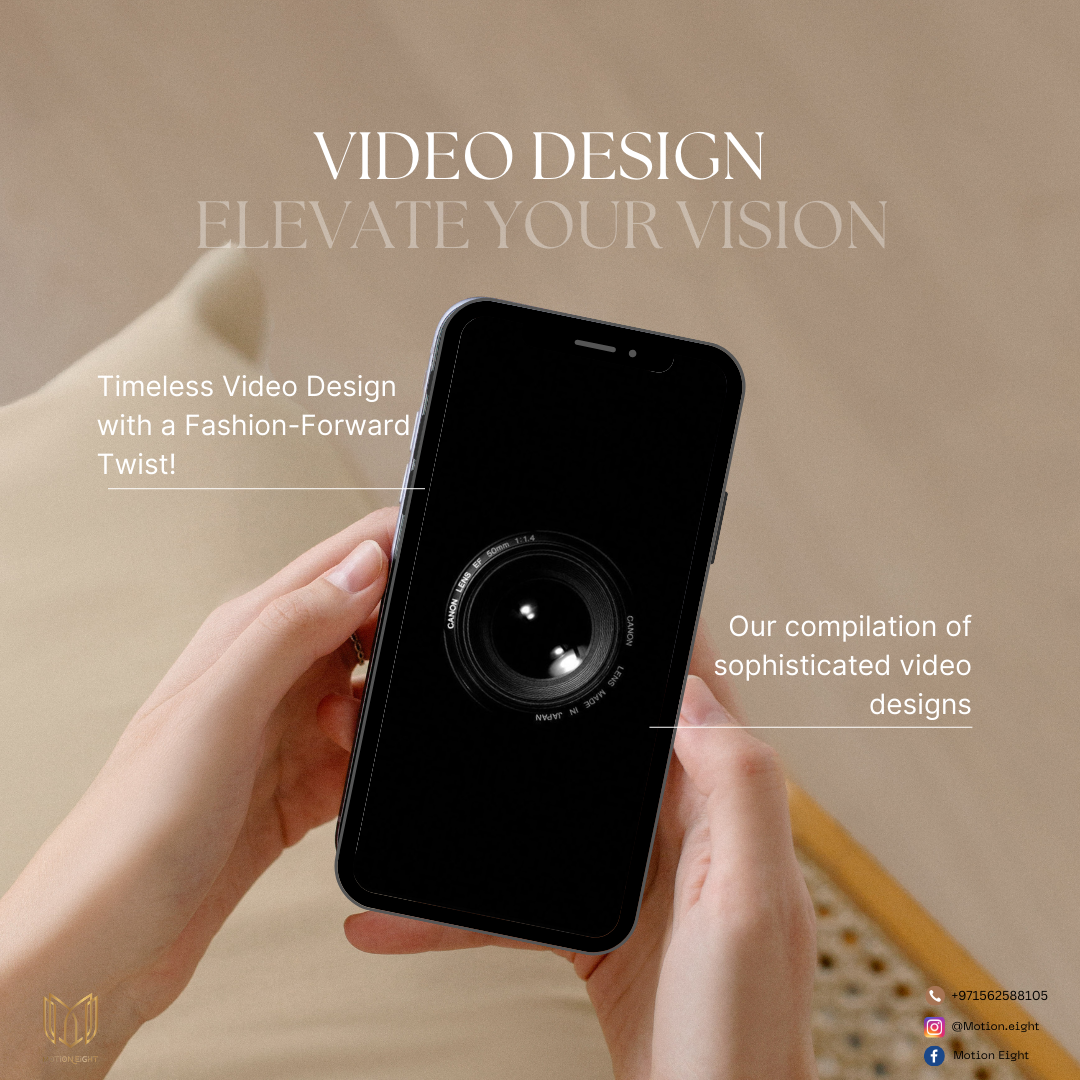 VIDEO DESIGN
ELEVATE YOUR VISION
Timeless Video Design
with a Fashion-Forward
Twist!
CANON LENS EF 50mm 1:1.4
CANON LENS MADE IN JAPAN
Our compilation of
sophisticated video
designs
+971562588105
@Motion.eight
Motion Eight
MOTION.EIGHT